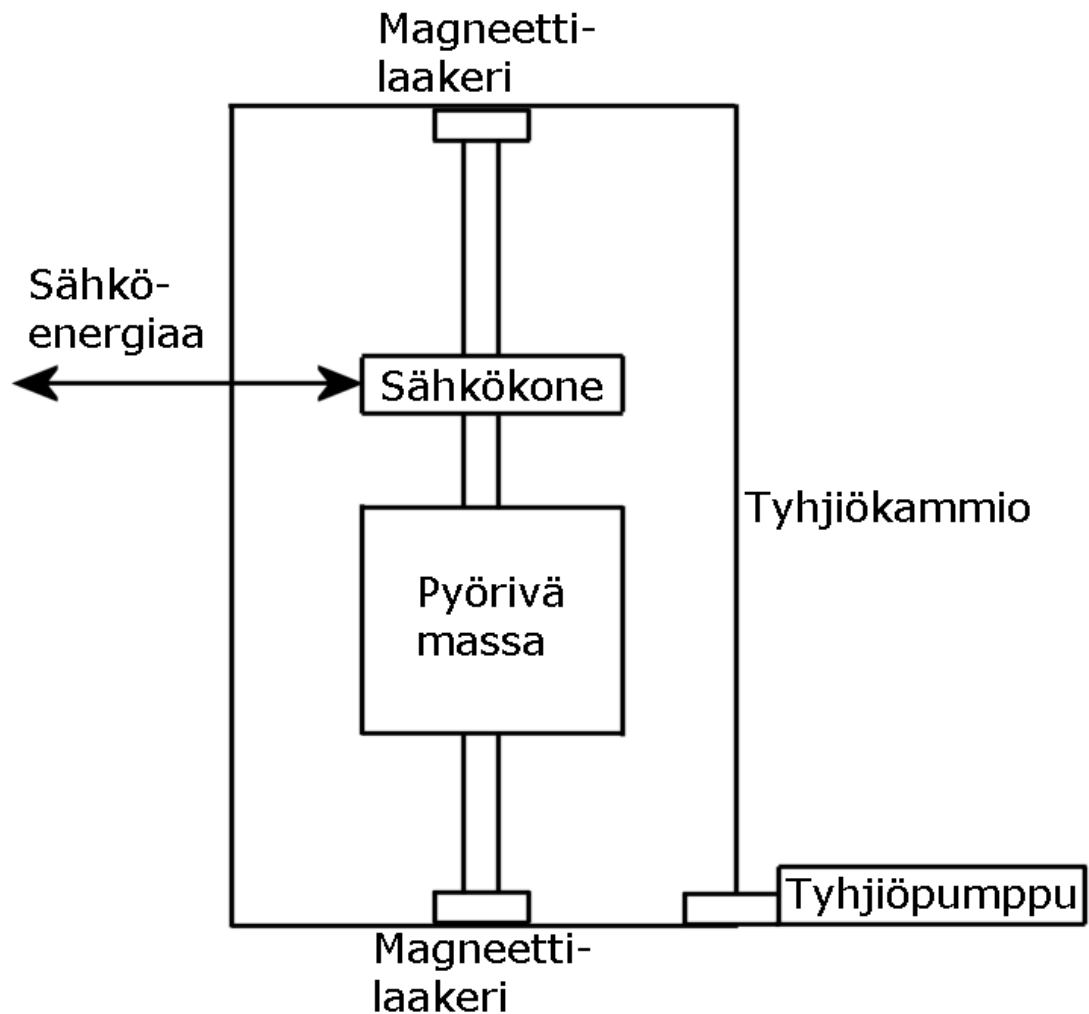 Magneetti-
laakeri
Sähkö-
energiaa
Sähkökone
Tyhjiökammio
Pyörivä
massa
Tyhjiöpumppu
Magneetti-
laakeri